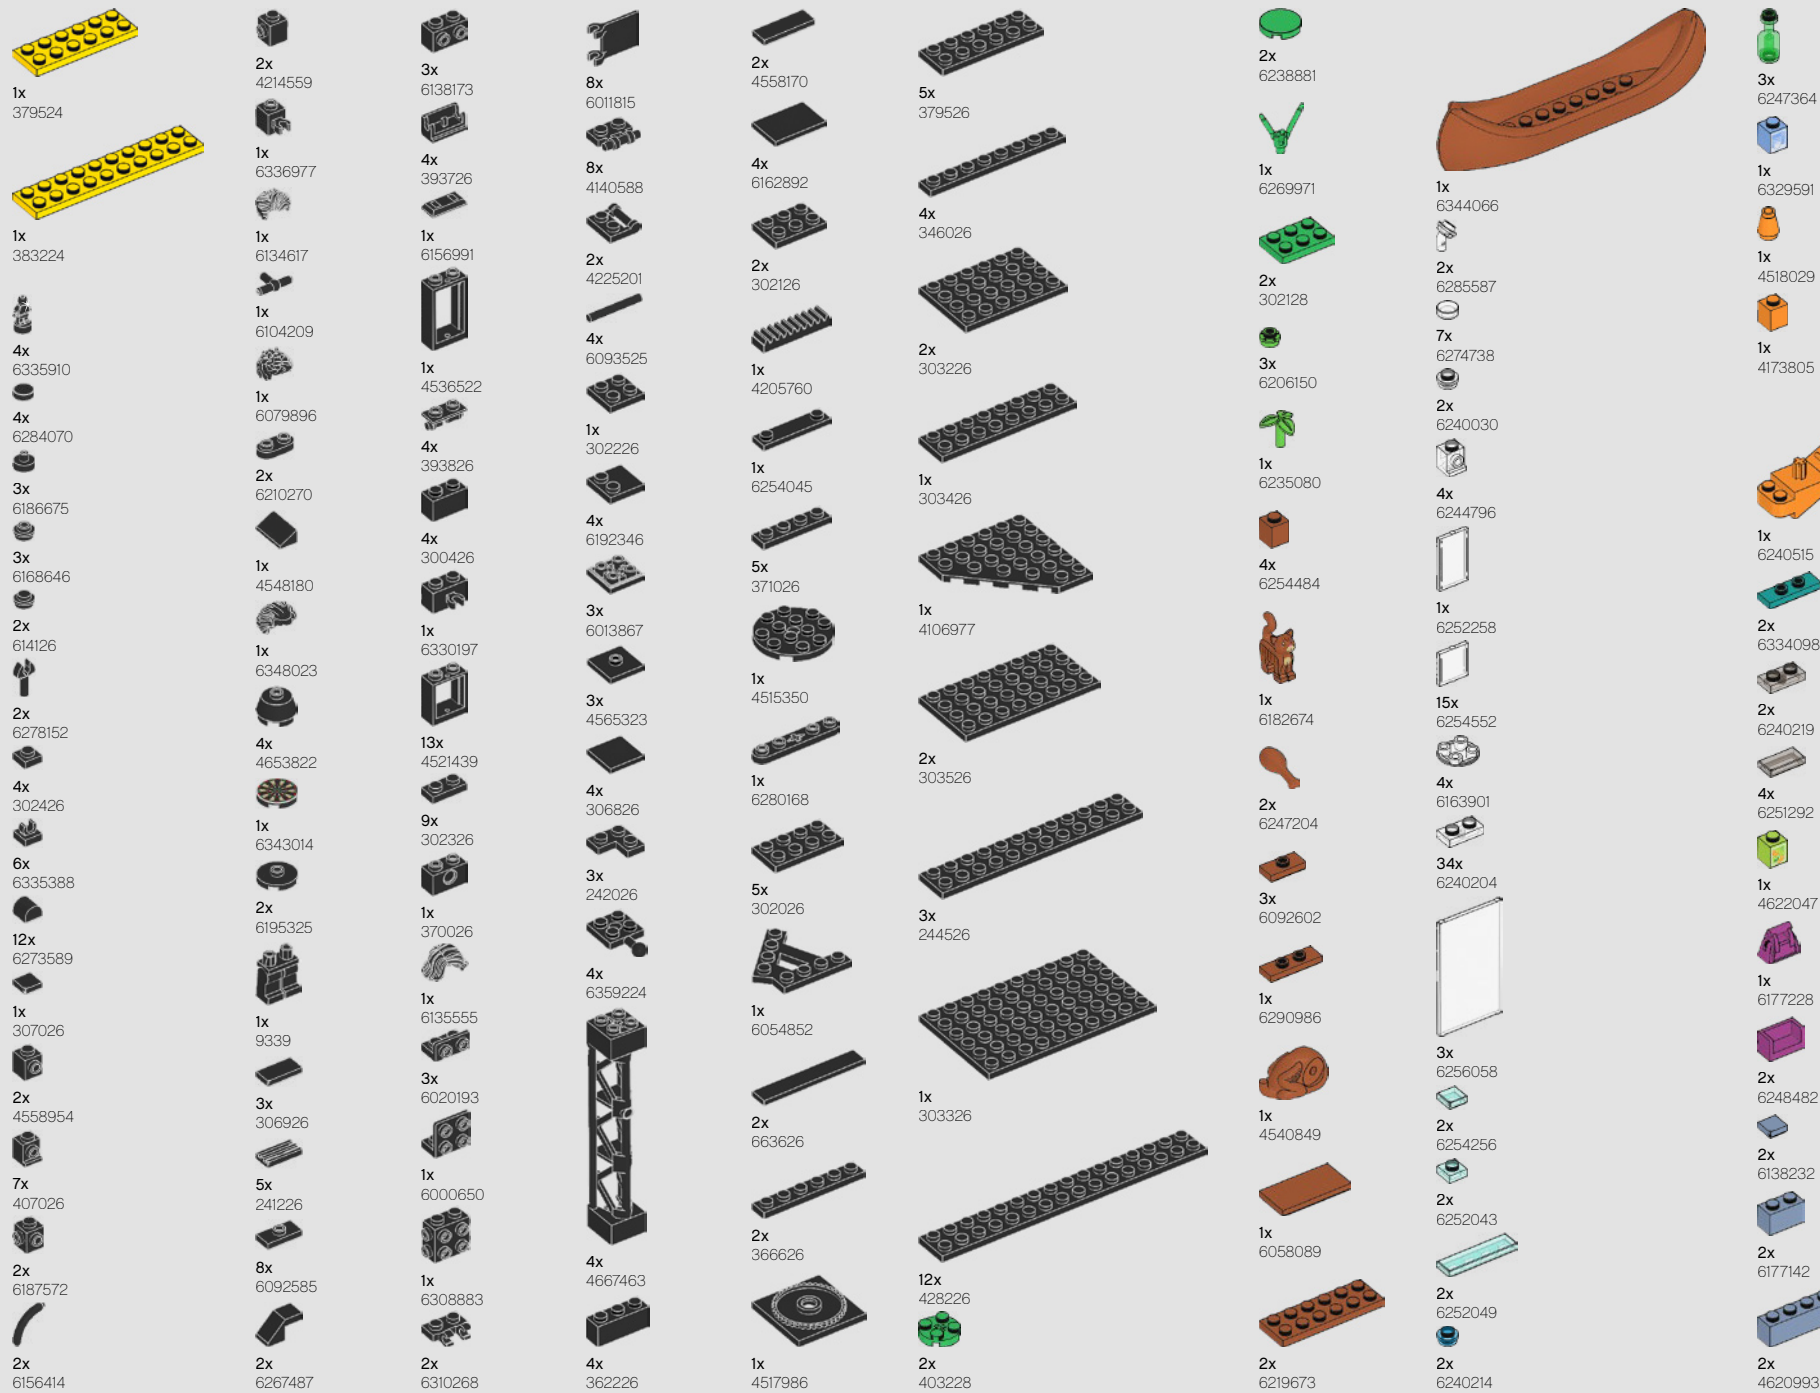 1x
379524
1x
383224
4x
6335910
4x
6284070
3x
6186675
3x
6168646
2x
614126
2x
6278152
4x
302426
6x
6335388
12x
6273589
1x
307026
2x
4558954
7x
407026
2x
6187572
2x
6156414
2x
4214559
1x
6336977
1x
6134617
1x
6104209
1x
6079896
2x
6210270
1x
4548180
1x
6348023
4x
4653822
1x
6343014
2x
6195325
1x
9339
3x
306926
5x
241226
8x
6092585
2x
6267487
3x
6138173
4x
393726
1x
6156991
1x
4536522
4x
393826
4x
300426
1x
6330197
13x
4521439
9x
302326
1x
370026
1x
6135555
3x
6020193
1x
6000650
1x
6308883
2x
6310268
8x
6011815
8x
4140588
2x
4225201
4x
6093525
1x
302226
4x
6192346
3x
6013867
3x
4565323
4x
306826
3x
242026
4x
6359224
4x
4667463
4x
362226
2x
4558170
4x
6162892
2x
302126
1x
4205760
1x
6254045
5x
371026
1x
4515350
1x
6280168
5x
302026
1x
6054852
2x
663626
2x
366626
1x
4517986
5x
379526
4x
346026
2x
303226
1x
303426
1x
4106977
2x
303526
3x
244526
1x
303326
12x
428226
2x
403228
2x
6238881
1x
6269971
2x
302128
3x
6206150
1x
6235080
4x
6254484
1x
6182674
2x
6247204
3x
6092602
1x
6290986
1x
4540849
1x
6058089
2x
6219673
1x
6344066
2x
6285587
7x
6274738
2x
6240030
4x
6244796
1x
6252258
15x
6254552
4x
6163901
34x
6240204
3x
6256058
2x
6254256
2x
6252043
2x
6252049
2x
6240214
3x
6247364
1x
6329591
1x
4518029
1x
4173805
1x
6240515
2x
6334098
2x
6240219
4x
6251292
1x
4622047
1x
6177228
2x
6248482
2x
6138232
2x
6177142
2x
4620993